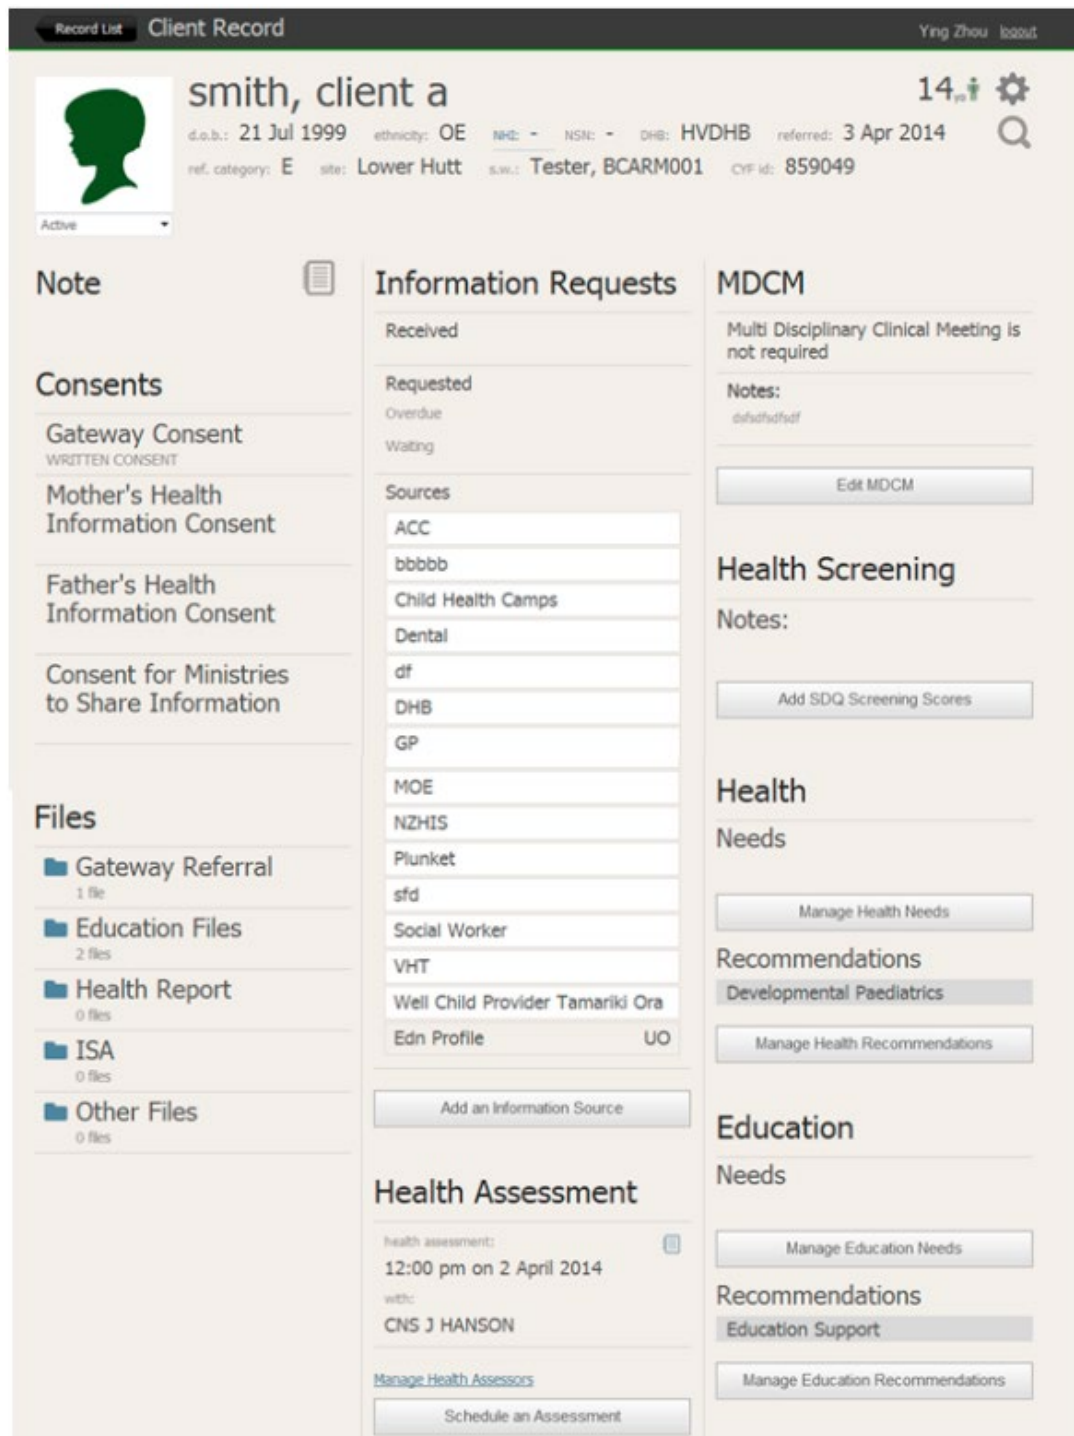 Record List Client Record Ying Zhou logout
smith, client a 14 yo
d.o.b.: 21 Jul 1999 ethnicity: OE NHI: - NSN: - DHB: HVDHB referred: 3 Apr 2014
ref. category: E site: Lower Hutt s.w.: Tester, BCARM001 CYF id: 859049
Active
Note
Consents
Gateway Consent
WRITTEN CONSENT
Mother's Health
Information Consent
Father's Health
Information Consent
Consent for Ministries
to Share Information
Files
Gateway Referral
1 file
Education Files
2 files
Health Report
0 files
ISA
0 files
Other Files
0 files
Information Requests
Received
Requested
Overdue
Waiting
Sources
ACC
bbbbb
Child Health Camps
Dental
df
DHB
GP
MOE
NZHIS
Plunket
sfd
Social Worker
VHT
Well Child Provider Tamariki Ora
Edn Profile UO
Add an Information Source
Health Assessment
health assessment:
12:00 pm on 2 April 2014
with:
CNS J HANSON
Manage Health Assessors
Schedule an Assessment
MDCM
Multi Disciplinary Clinical Meeting is
not required
Notes:
dsfsdfsdfsdf
Edit MDCM
Health Screening
Notes:
Add SDQ Screening Scores
Health
Needs
Manage Health Needs
Recommendations
Developmental Paediatrics
Manage Health Recommendations
Education
Needs
Manage Education Needs
Recommendations
Education Support
Manage Education Recommendations